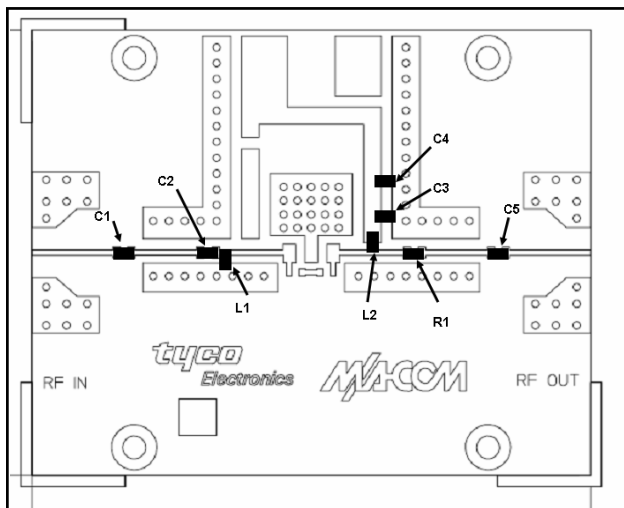 C4
C3
C2
C1
C5
L1
L2
R1
tyco
Electronics
M/A-COM
RF IN
RF OUT